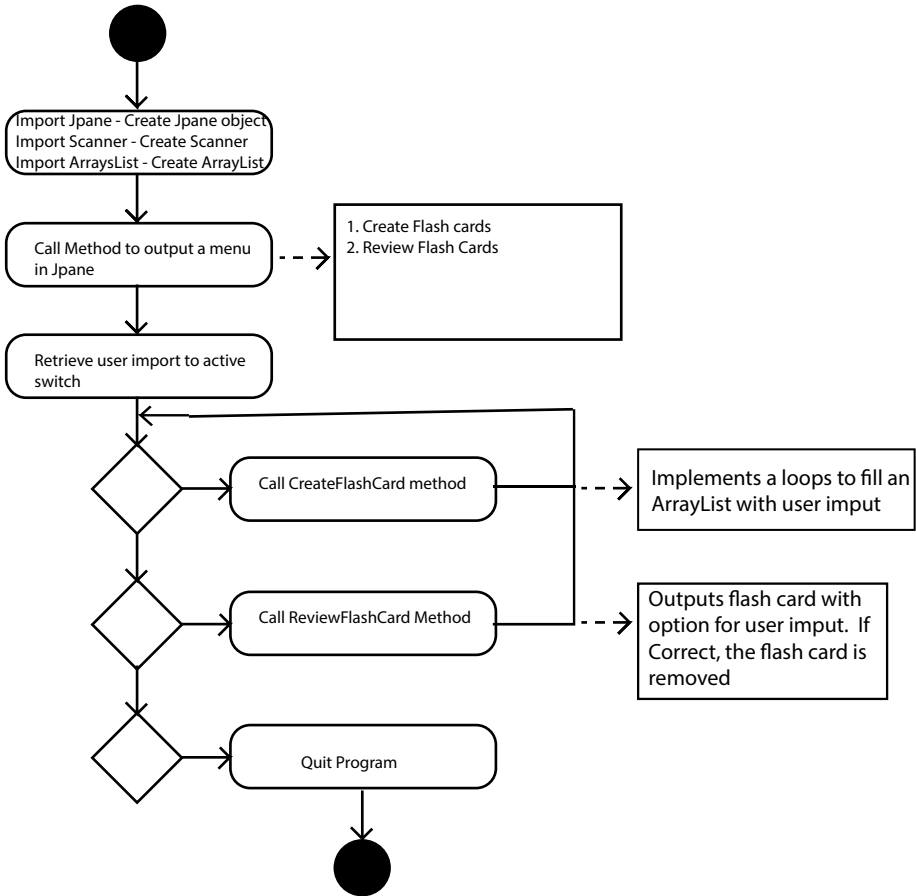 Import Jpane - Create Jpane object
Import Scanner - Create Scanner
Import ArraysList - Create ArrayList
Call Method to output a menu
in Jpane
1. Create Flash cards
2. Review Flash Cards
Retrieve user import to active
switch
Call CreateFlashCard method
Implements a loops to fill an
ArrayList with user imput
Call ReviewFlashCard Method
Outputs flash card with
option for user imput. If
Correct, the flash card is
removed
Quit Program